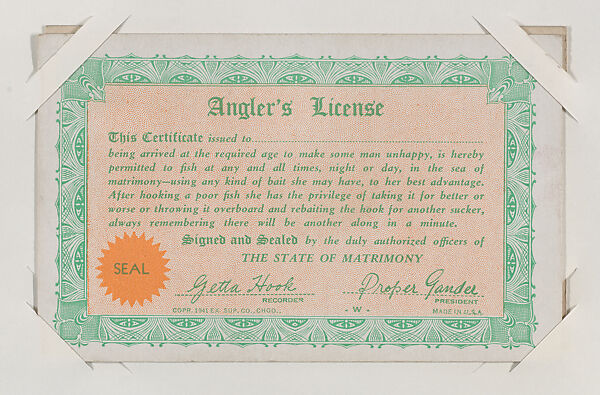 Angler's License
This Certificate issued to
being arrived at the required age to make some man unhappy, is hereby
permitted to fish at any and all times, night or day, in the sea of
matrimony—using any kind of bait she may have, to her best advantage.
After hooking a poor fish she has the privilege of taking it for better or
worse or throwing it overboard and rebaiting the hook for another sucker,
always remembering there will be another along in a minute.
Signed and Sealed by the duly authorized officers of
THE STATE OF MATRIMONY
SEAL
Getta Hook Proper Gander
RECORDER PRESIDENT
COPR. 1941 EX. SUP. CO., CHGO., - W - MADE IN U.S.A.